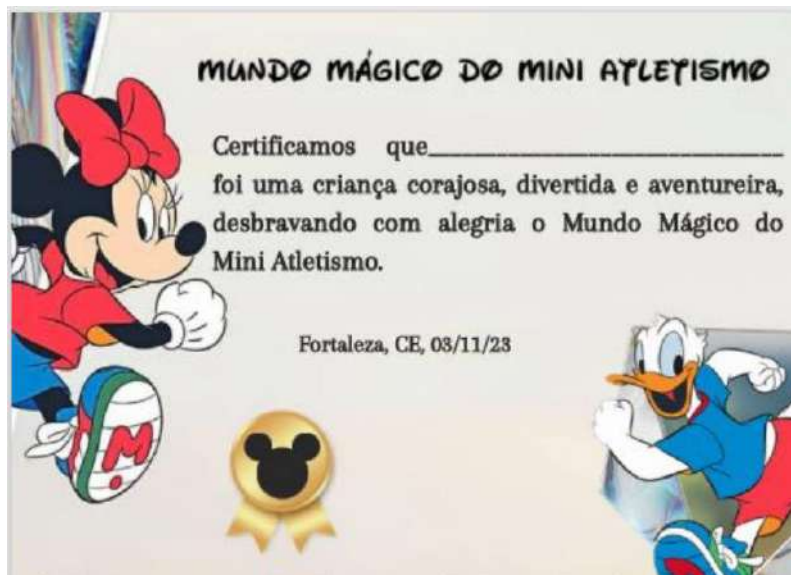 MUNDO MÁGICO DO MINI ATLETISMO
Certificamos que______________________________
foi uma criança corajosa, divertida e aventureira,
desbravando com alegria o Mundo Mágico do
Mini Atletismo.
Fortaleza, CE, 03/11/23
M